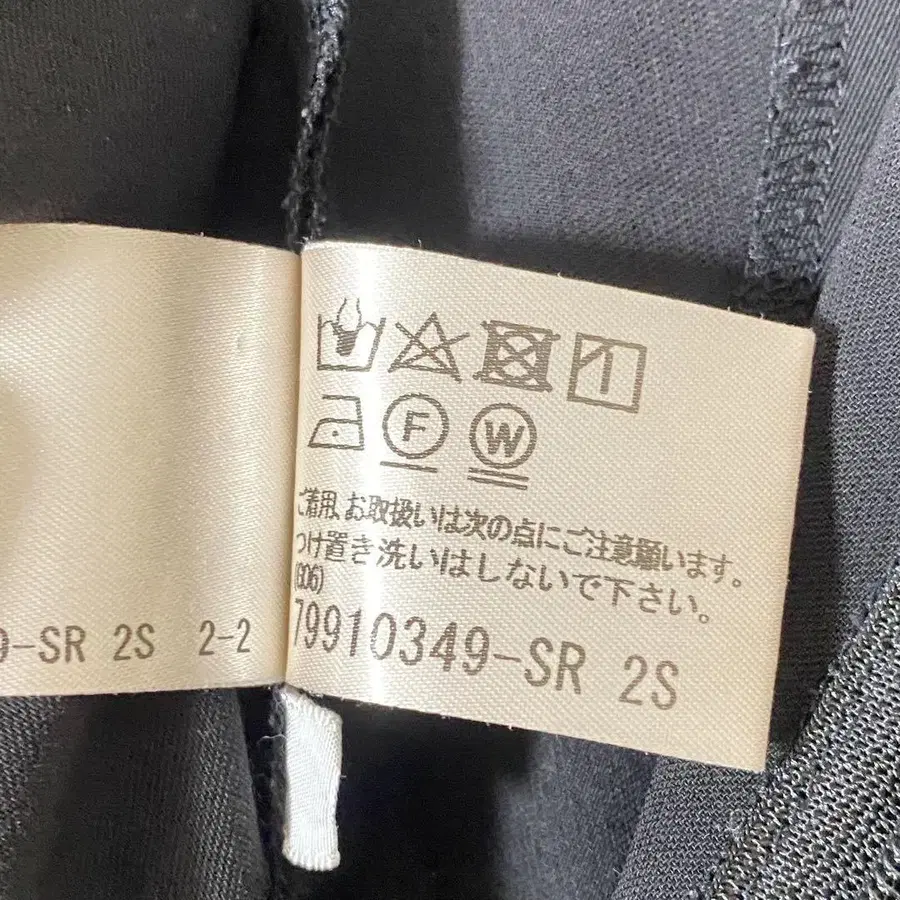 F W
ご着用、お取扱いは次の点にご注意願います。
つけ置き洗いはしないで下さい。
(806)
79910349-SR 2S
9-SR 2S 2-2